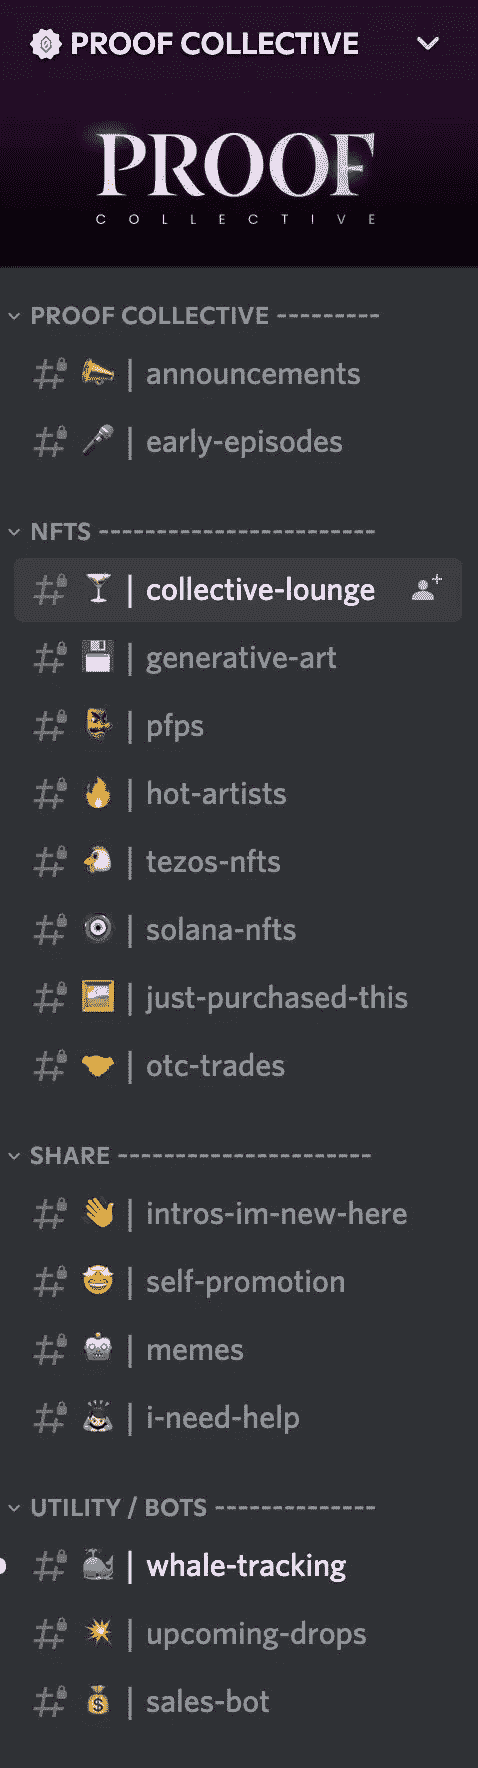 PROOF COLLECTIVE
PROOF
COLLECTIVE
PROOF COLLECTIVE ---------
| announcements
| early-episodes
NFTS ------------------------
| collective-lounge
| generative-art
| pfps
| hot-artists
| tezos-nfts
| solana-nfts
| just-purchased-this
| otc-trades
SHARE ----------------------
| intros-im-new-here
| self-promotion
| memes
| i-need-help
UTILITY / BOTS --------------
| whale-tracking
| upcoming-drops
| sales-bot